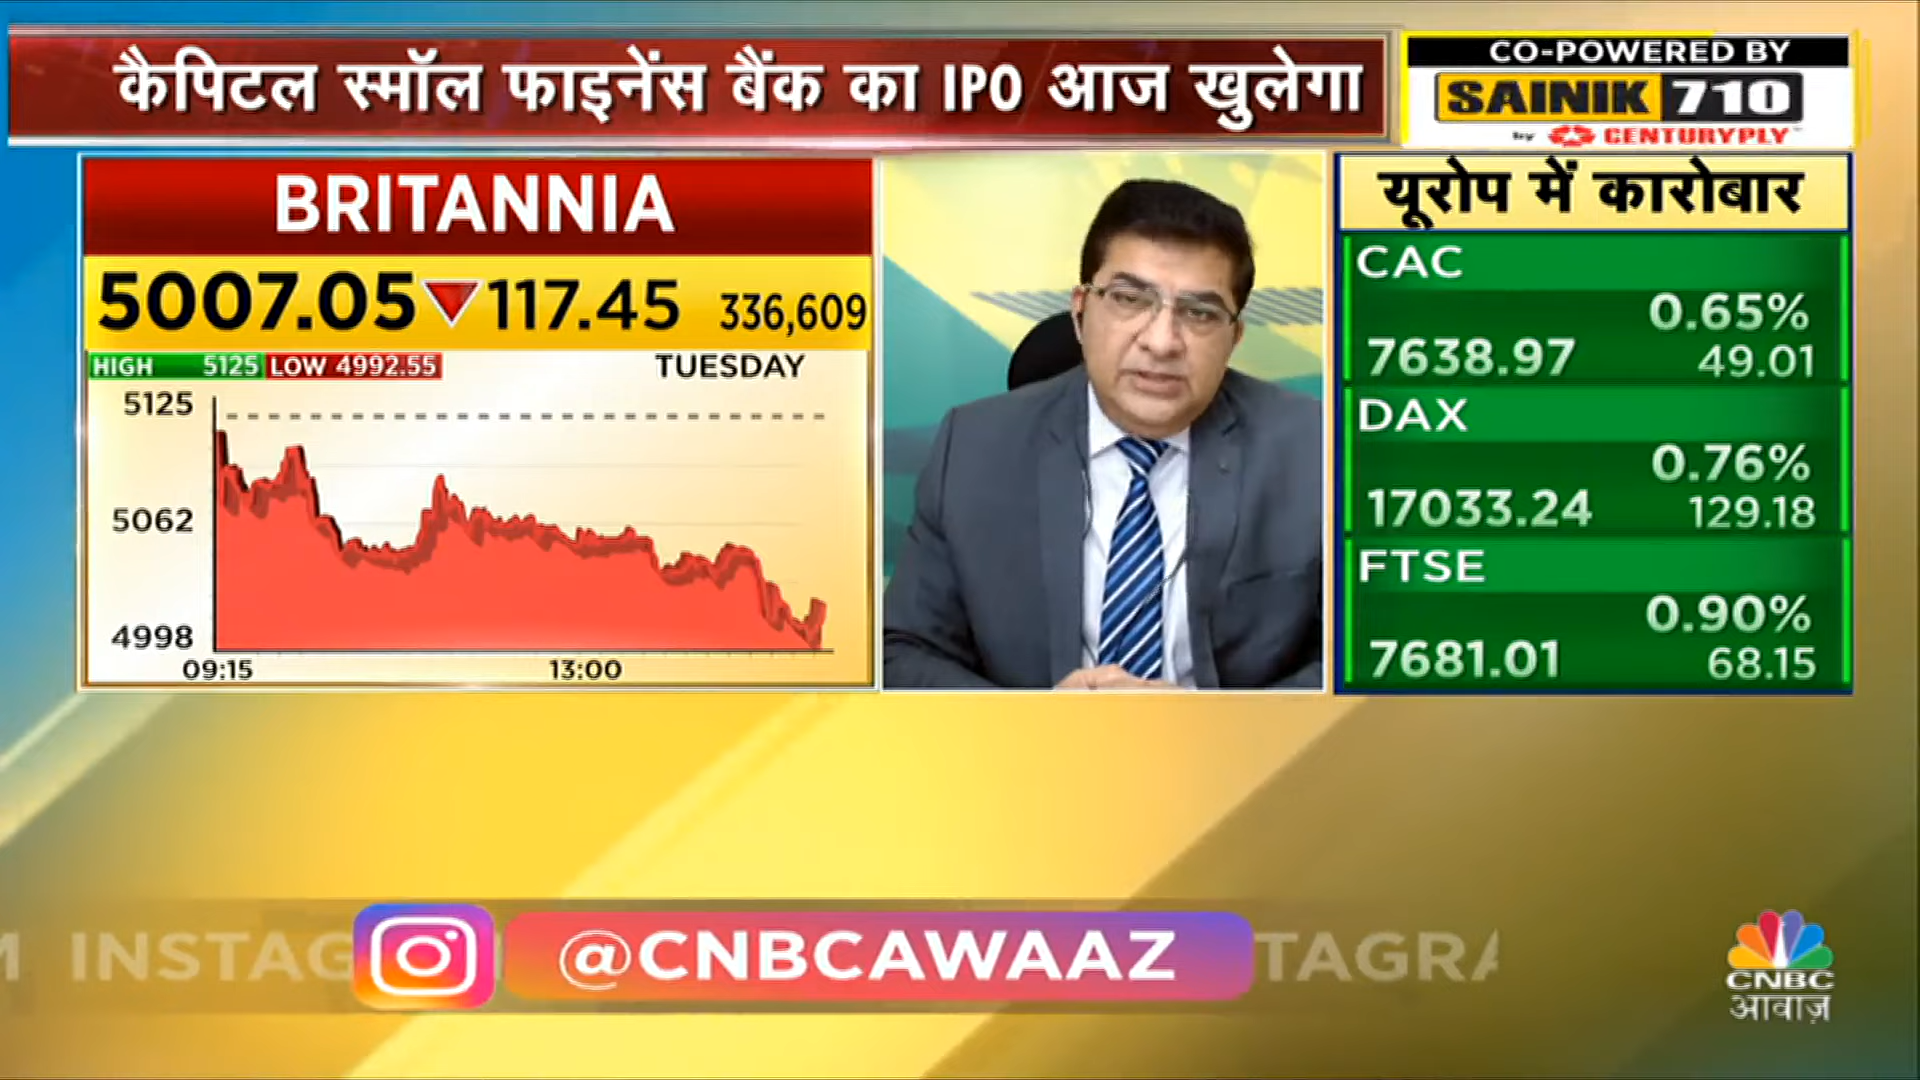 कैपिटल स्मॉल फाइनेंस बैंक का IPO आज खुलेगा
CO-POWERED BY
SAINIK 710
by CENTURYPLY
BRITANNIA
5007.05 117.45 336,609
HIGH 5125 LOW 4992.55 TUESDAY
5125
5062
4998
09:15 13:00
यूरोप में कारोबार
CAC
0.65%
7638.97 49.01
DAX
0.76%
17033.24 129.18
FTSE
0.90%
7681.01 68.15
M INSTAG @CNBCAWAAZ TAGRA
CNBC
आवाज़